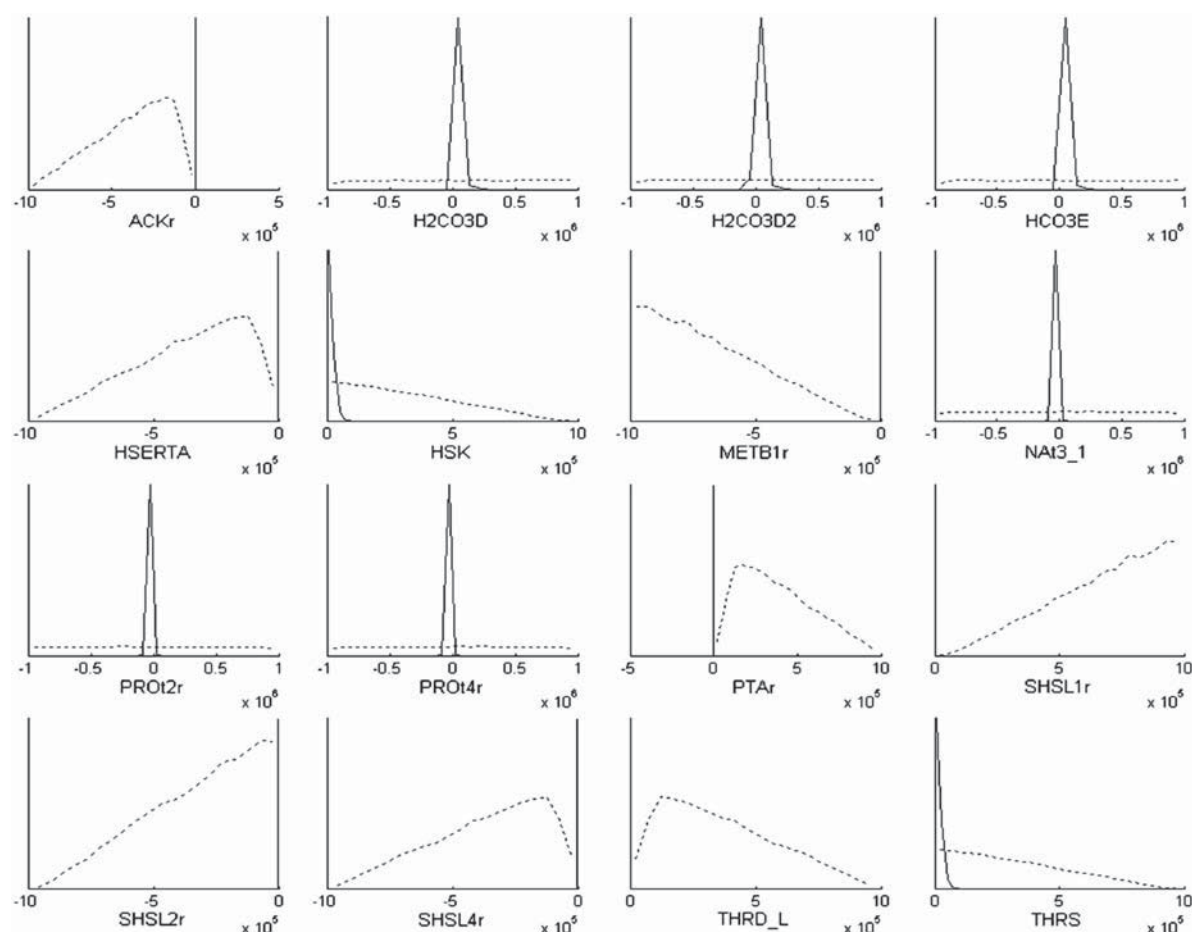 -10 -5 0 5 -1 -0.5 0 0.5 1 -1 -0.5 0 0.5 1 -1 -0.5 0 0.5 1
ACKr H2CO3D H2CO3D2 HCO3E
x 10^5 x 10^6 x 10^6 x 10^6
-10 -5 0 0 5 10 -10 -5 0 -1 -0.5 0 0.5 1
HSERTA HSK METB1r NAt3_1
x 10^5 x 10^5 x 10^5 x 10^6
-1 -0.5 0 0.5 1 -1 -0.5 0 0.5 1 -5 0 5 10 0 5 10
PROt2r PROt4r PTAr SHSL1r
x 10^6 x 10^6 x 10^5 x 10^5
-10 -5 0 -10 -5 0 0 5 10 0 5 10
SHSL2r SHSL4r THRD_L THRS
x 10^5 x 10^5 x 10^5 x 10^5